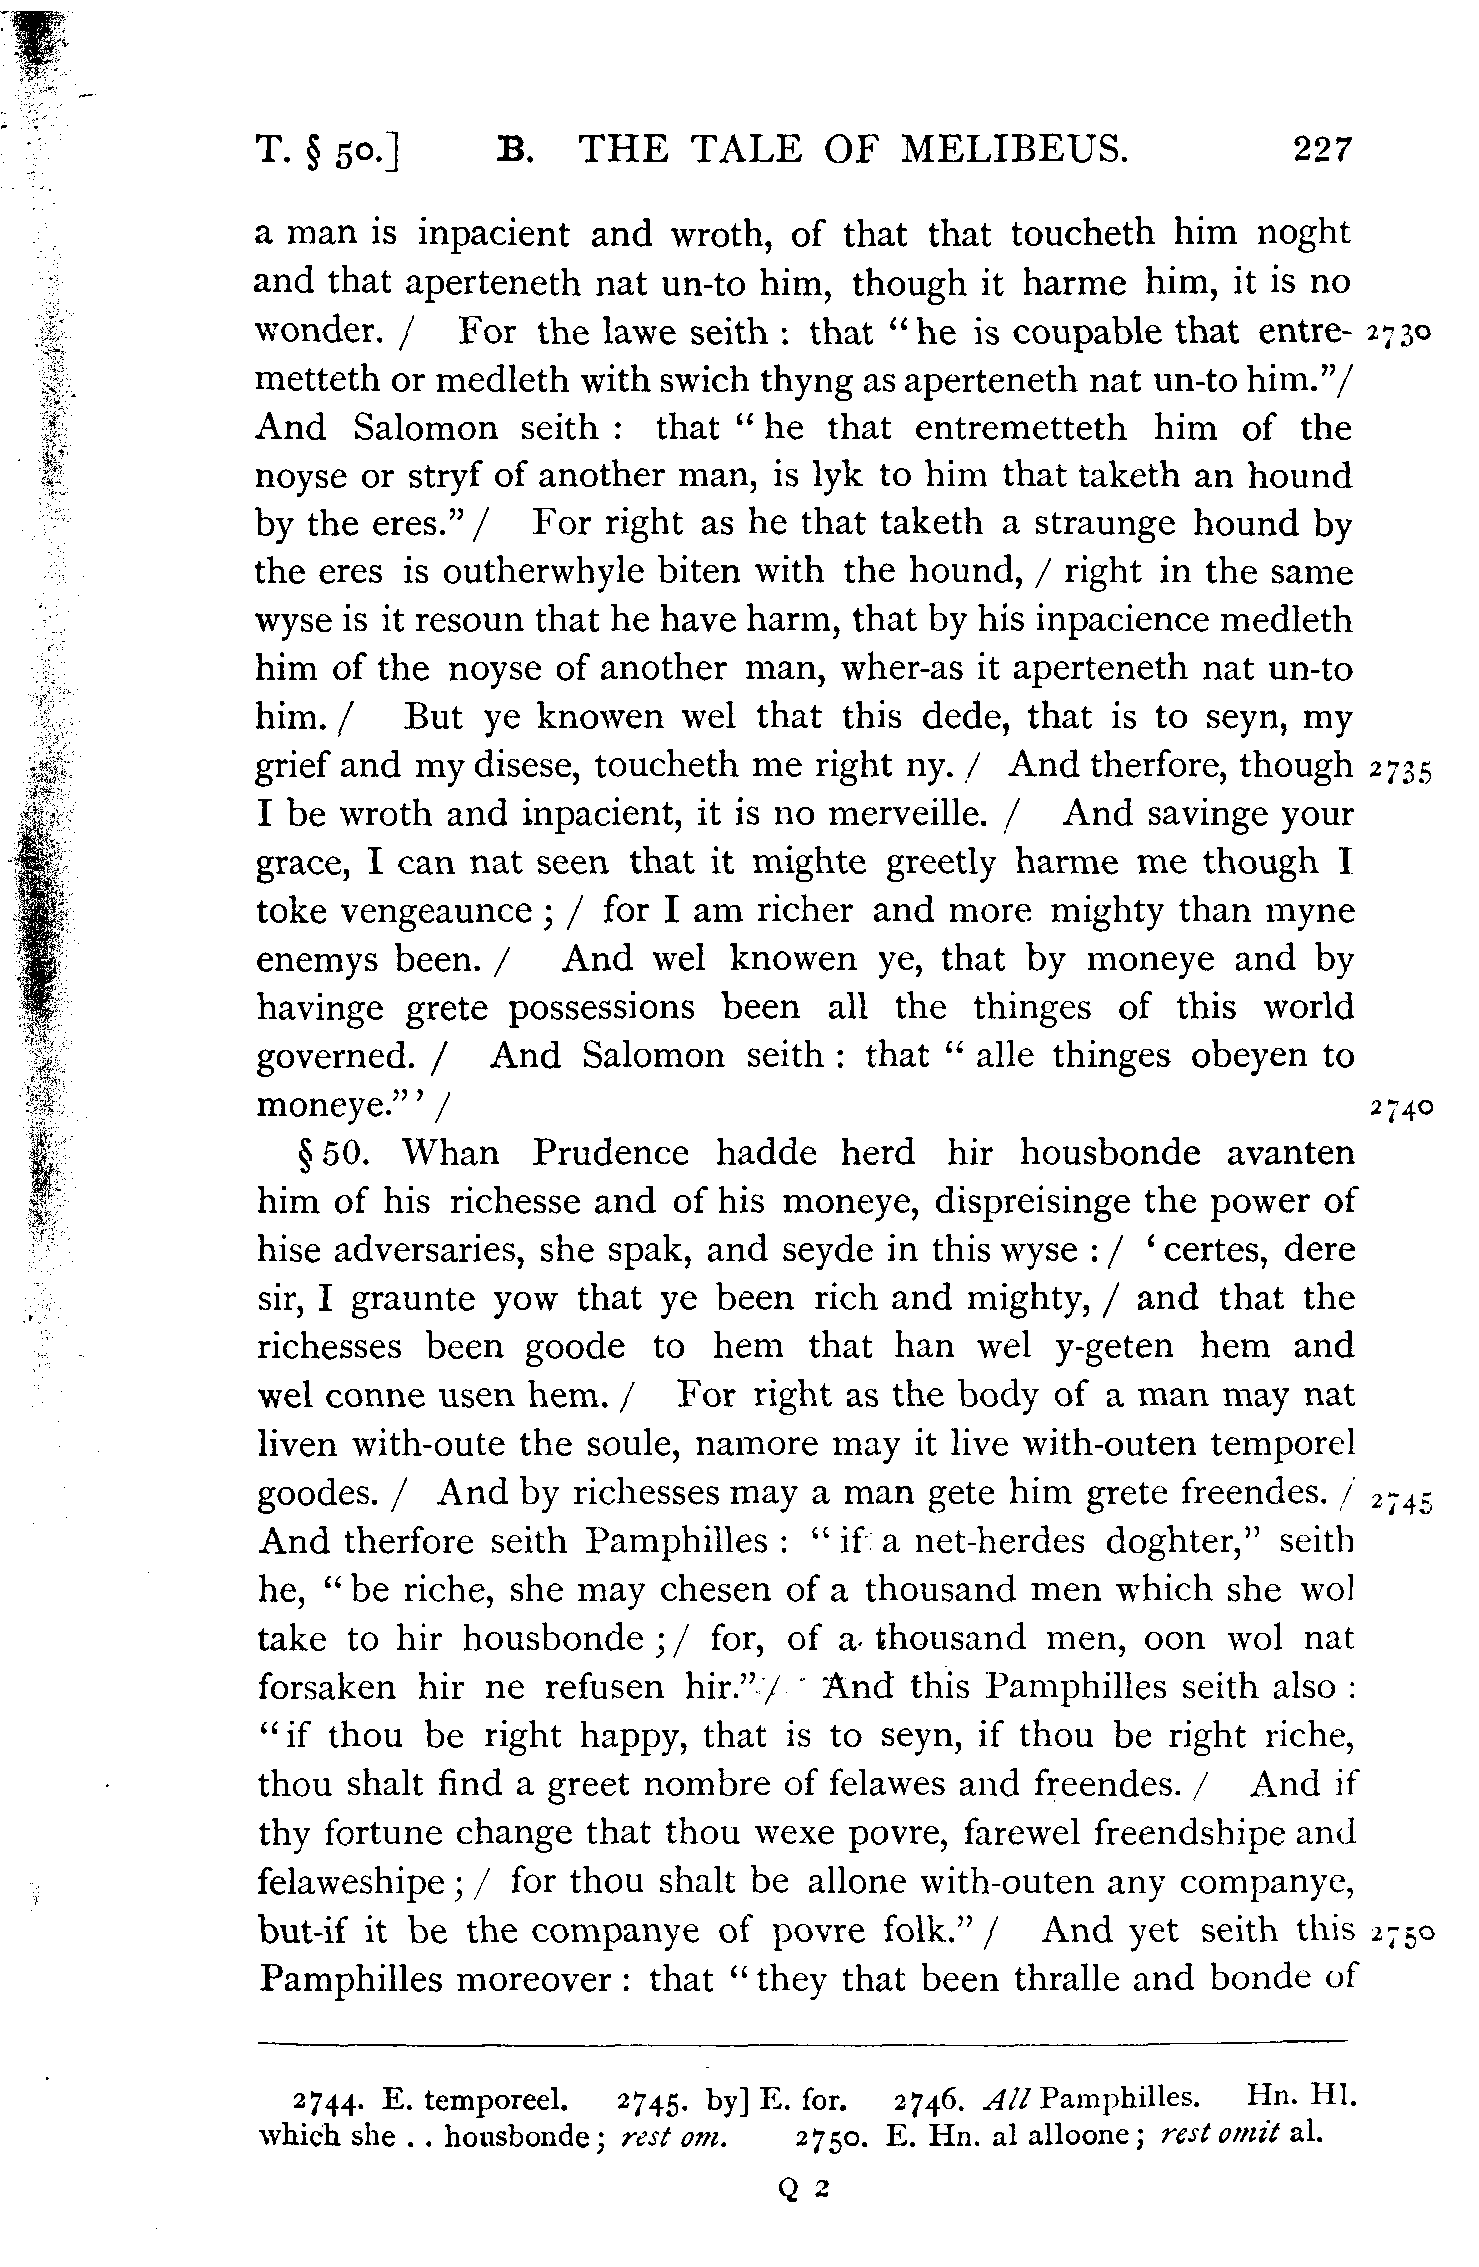 T. § 50.] B. THE TALE OF MELIBEUS. 227
a man is inpacient and wroth, of that that toucheth him noght
and that aperteneth nat un-to him, though it harme him, it is no
wonder. / For the lawe seith : that “he is coupable that entre- 2730
metteth or medleth with swich thyng as aperteneth nat un-to him.”/
And Salomon seith : that “he that entremetteth him of the
noyse or stryf of another man, is lyk to him that taketh an hound
by the eres.” / For right as he that taketh a straunge hound by
the eres is outherwhyle biten with the hound, / right in the same
wyse is it resoun that he have harm, that by his inpacience medleth
him of the noyse of another man, wher-as it aperteneth nat un-to
him. / But ye knowen wel that this dede, that is to seyn, my
grief and my disese, toucheth me right ny. / And therfore, though 2735
I be wroth and inpacient, it is no merveille. / And savinge your
grace, I can nat seen that it mighte greetly harme me though I
toke vengeaunce ; / for I am richer and more mighty than myne
enemys been. / And wel knowen ye, that by moneye and by
havinge grete possessions been all the thinges of this world
governed. / And Salomon seith : that “alle thinges obeyen to
moneye.”’ / 2740
§ 50. Whan Prudence hadde herd hir housbonde avanten
him of his richesse and of his moneye, dispreisinge the power of
hise adversaries, she spak, and seyde in this wyse : / ‘certes, dere
sir, I graunte yow that ye been rich and mighty, / and that the
richesses been goode to hem that han wel y-geten hem and
wel conne usen hem. / For right as the body of a man may nat
liven with-oute the soule, namore may it live with-outen temporel
goodes. / And by richesses may a man gete him grete freendes. / 2745
And therfore seith Pamphilles : “if a net-herdes doghter,” seith
he, “be riche, she may chesen of a thousand men which she wol
take to hir housbonde ; / for, of a thousand men, oon wol nat
forsaken hir ne refusen hir.” / And this Pamphilles seith also :
“if thou be right happy, that is to seyn, if thou be right riche,
thou shalt find a greet nombre of felawes and freendes. / And if
thy fortune change that thou wexe povre, farewel freendshipe and
felaweshipe ; / for thou shalt be allone with-outen any companye,
but-if it be the companye of povre folk.” / And yet seith this 2750
Pamphilles moreover : that “they that been thralle and bonde of
2744. E. temporeel. 2745. by] E. for. 2746. All Pamphilles. Hn. Hl.
which she . . housbonde; rest om. 2750. E. Hn. al alloone; rest omit al.
Q 2